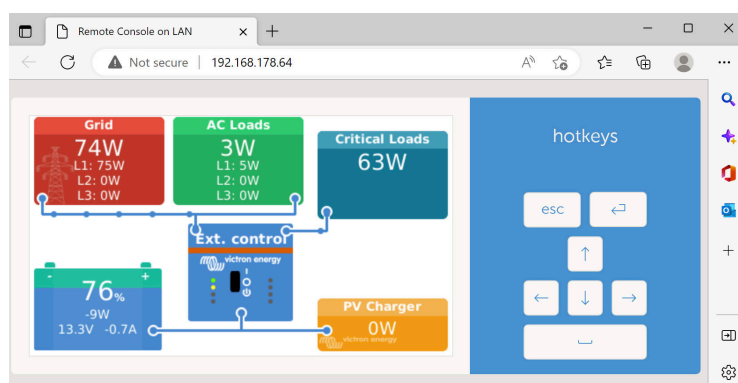 Remote Console on LAN
Not secure | 192.168.178.64
Grid
74W
L1: 75W
L2: 0W
L3: 0W
AC Loads
3W
L1: 5W
L2: 0W
L3: 0W
Critical Loads
63W
Ext. control
victron energy
76%
-9W
13.3V -0.7A
PV Charger
0W
victron energy
hotkeys
esc